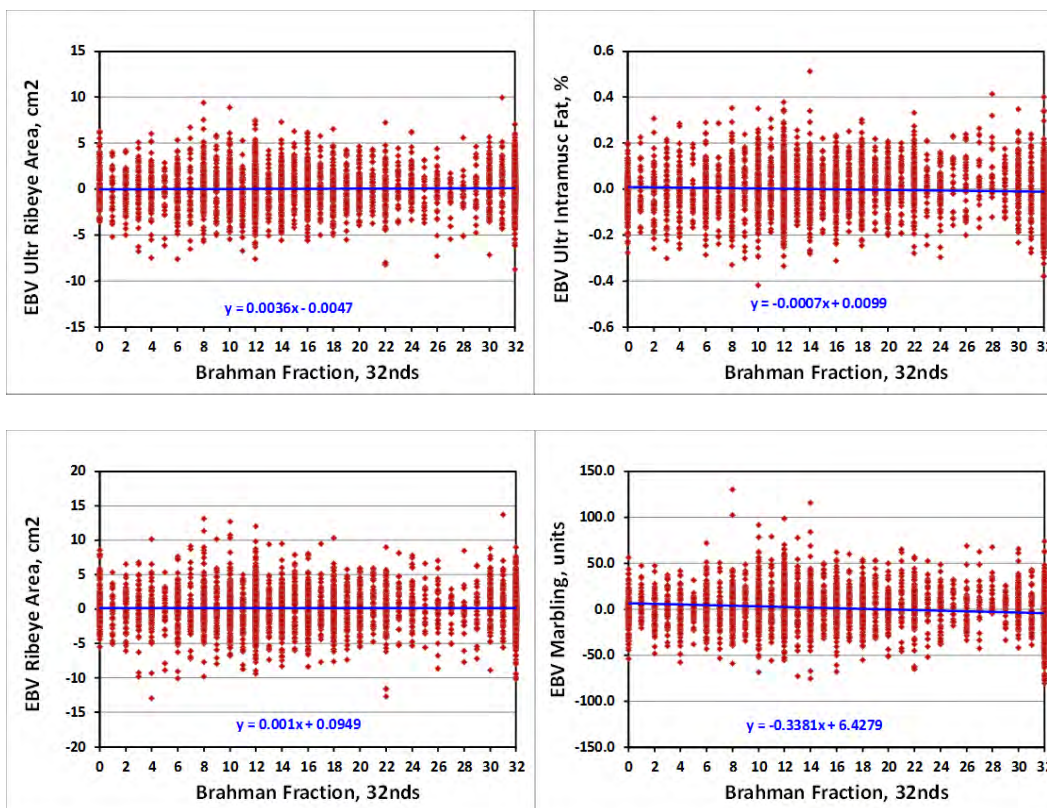 EBV Ultr Ribeye Area, cm2
15
10
5
0
-5
-10
-15
y = 0.0036x - 0.0047
0 2 4 6 8 10 12 14 16 18 20 22 24 26 28 30 32
Brahman Fraction, 32nds
EBV Ultr Intramusc Fat, %
0.6
0.4
0.2
0.0
-0.2
-0.4
-0.6
y = -0.0007x + 0.0099
0 2 4 6 8 10 12 14 16 18 20 22 24 26 28 30 32
Brahman Fraction, 32nds
EBV Ribeye Area, cm2
20
15
10
5
0
-5
-10
-15
-20
y = 0.001x + 0.0949
0 2 4 6 8 10 12 14 16 18 20 22 24 26 28 30 32
Brahman Fraction, 32nds
EBV Marbling, units
150.0
100.0
50.0
0.0
-50.0
-100.0
-150.0
y = -0.3381x + 6.4279
0 2 4 6 8 10 12 14 16 18 20 22 24 26 28 30 32
Brahman Fraction, 32nds